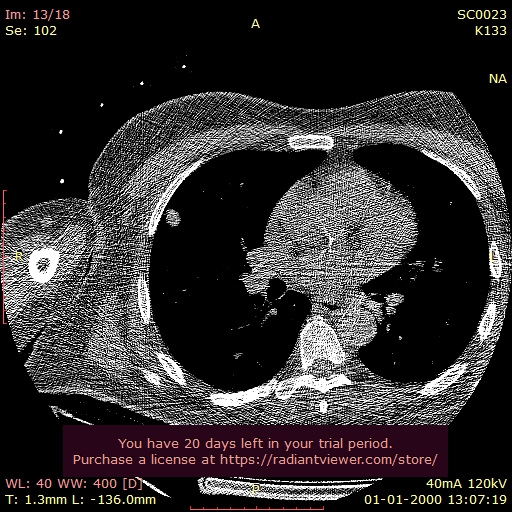 Im: 13/18
Se: 102
A
SC0023
K133
NA
R
L
You have 20 days left in your trial period.
Purchase a license at https://radiantviewer.com/store/
WL: 40 WW: 400 [D]
T: 1.3mm L: -136.0mm
P
40mA 120kV
01-01-2000 13:07:19